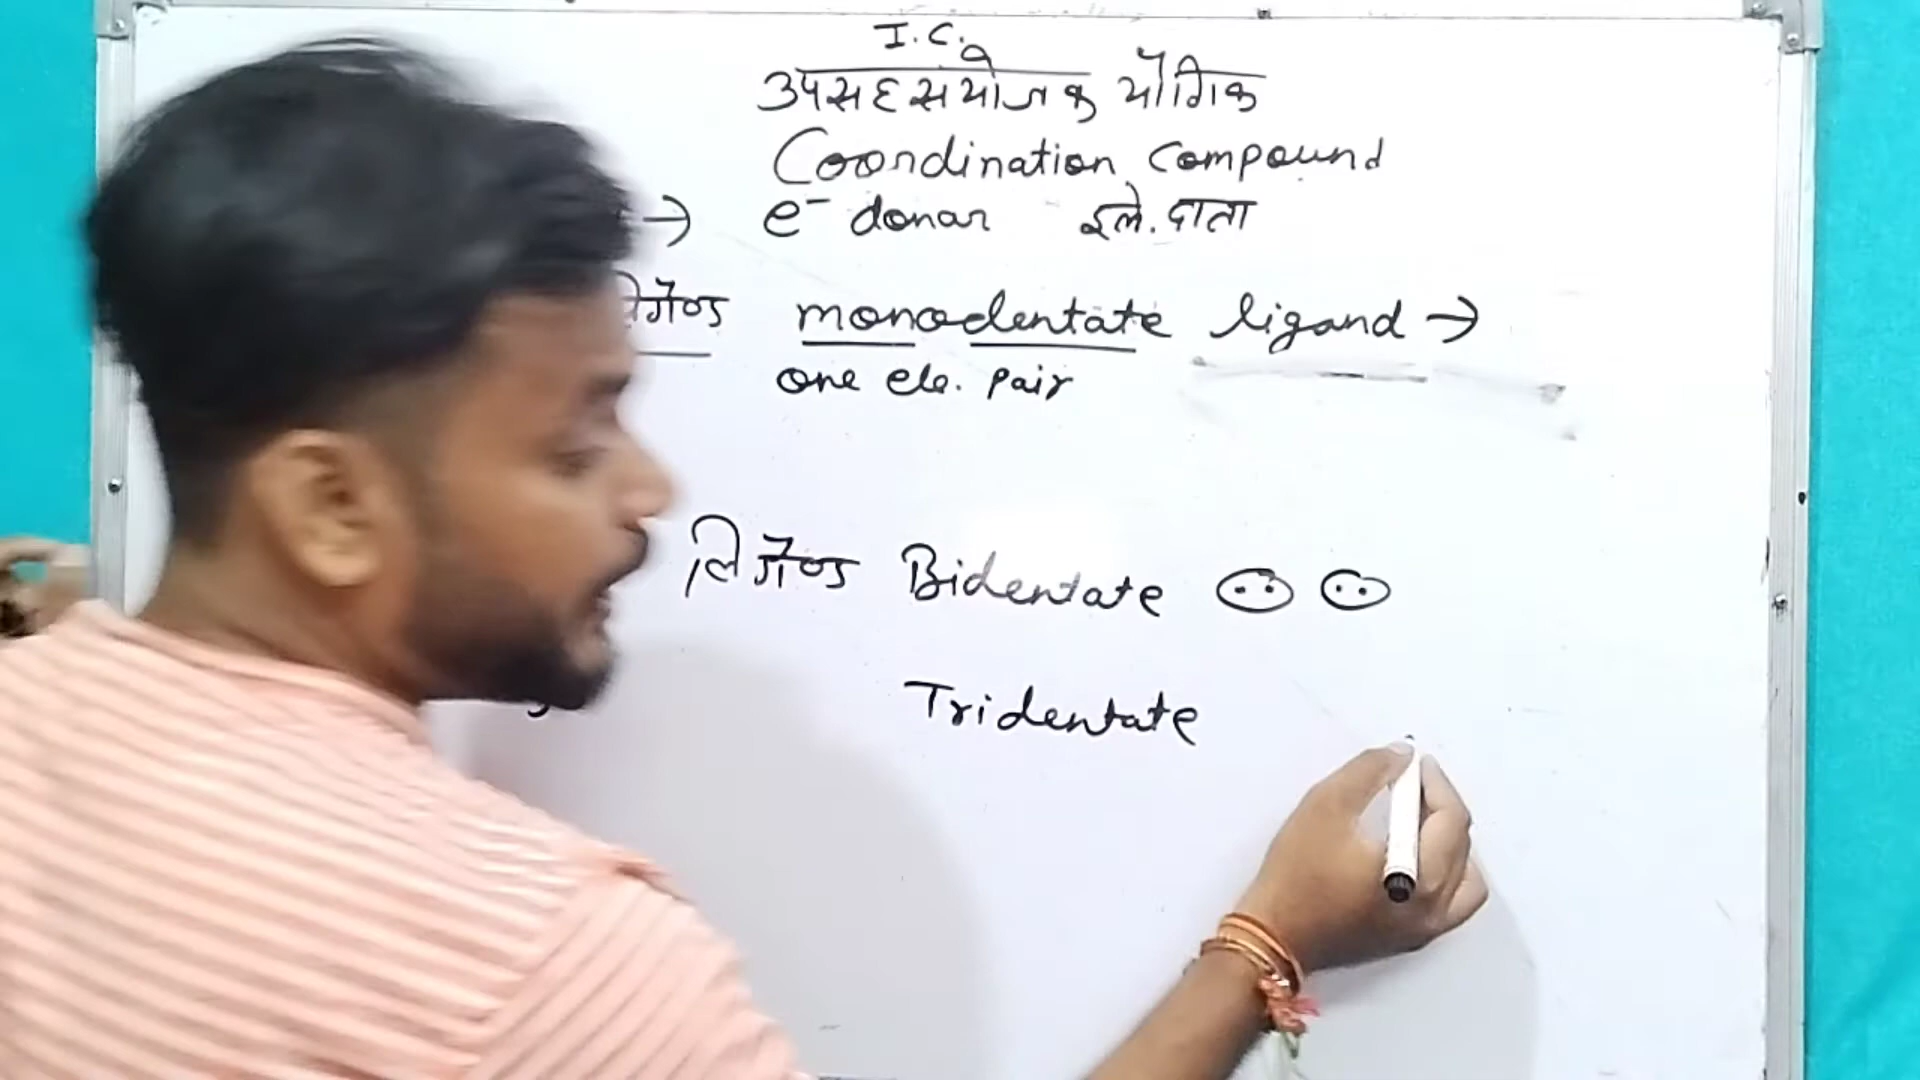 I.C.
उपसहसंयोजक यौगिक
Coordination Compound
→ e⁻ donar इले. दाता
monodentate ligand →
one ele. pair
लिगेण्ड Bidentate
Tridentate